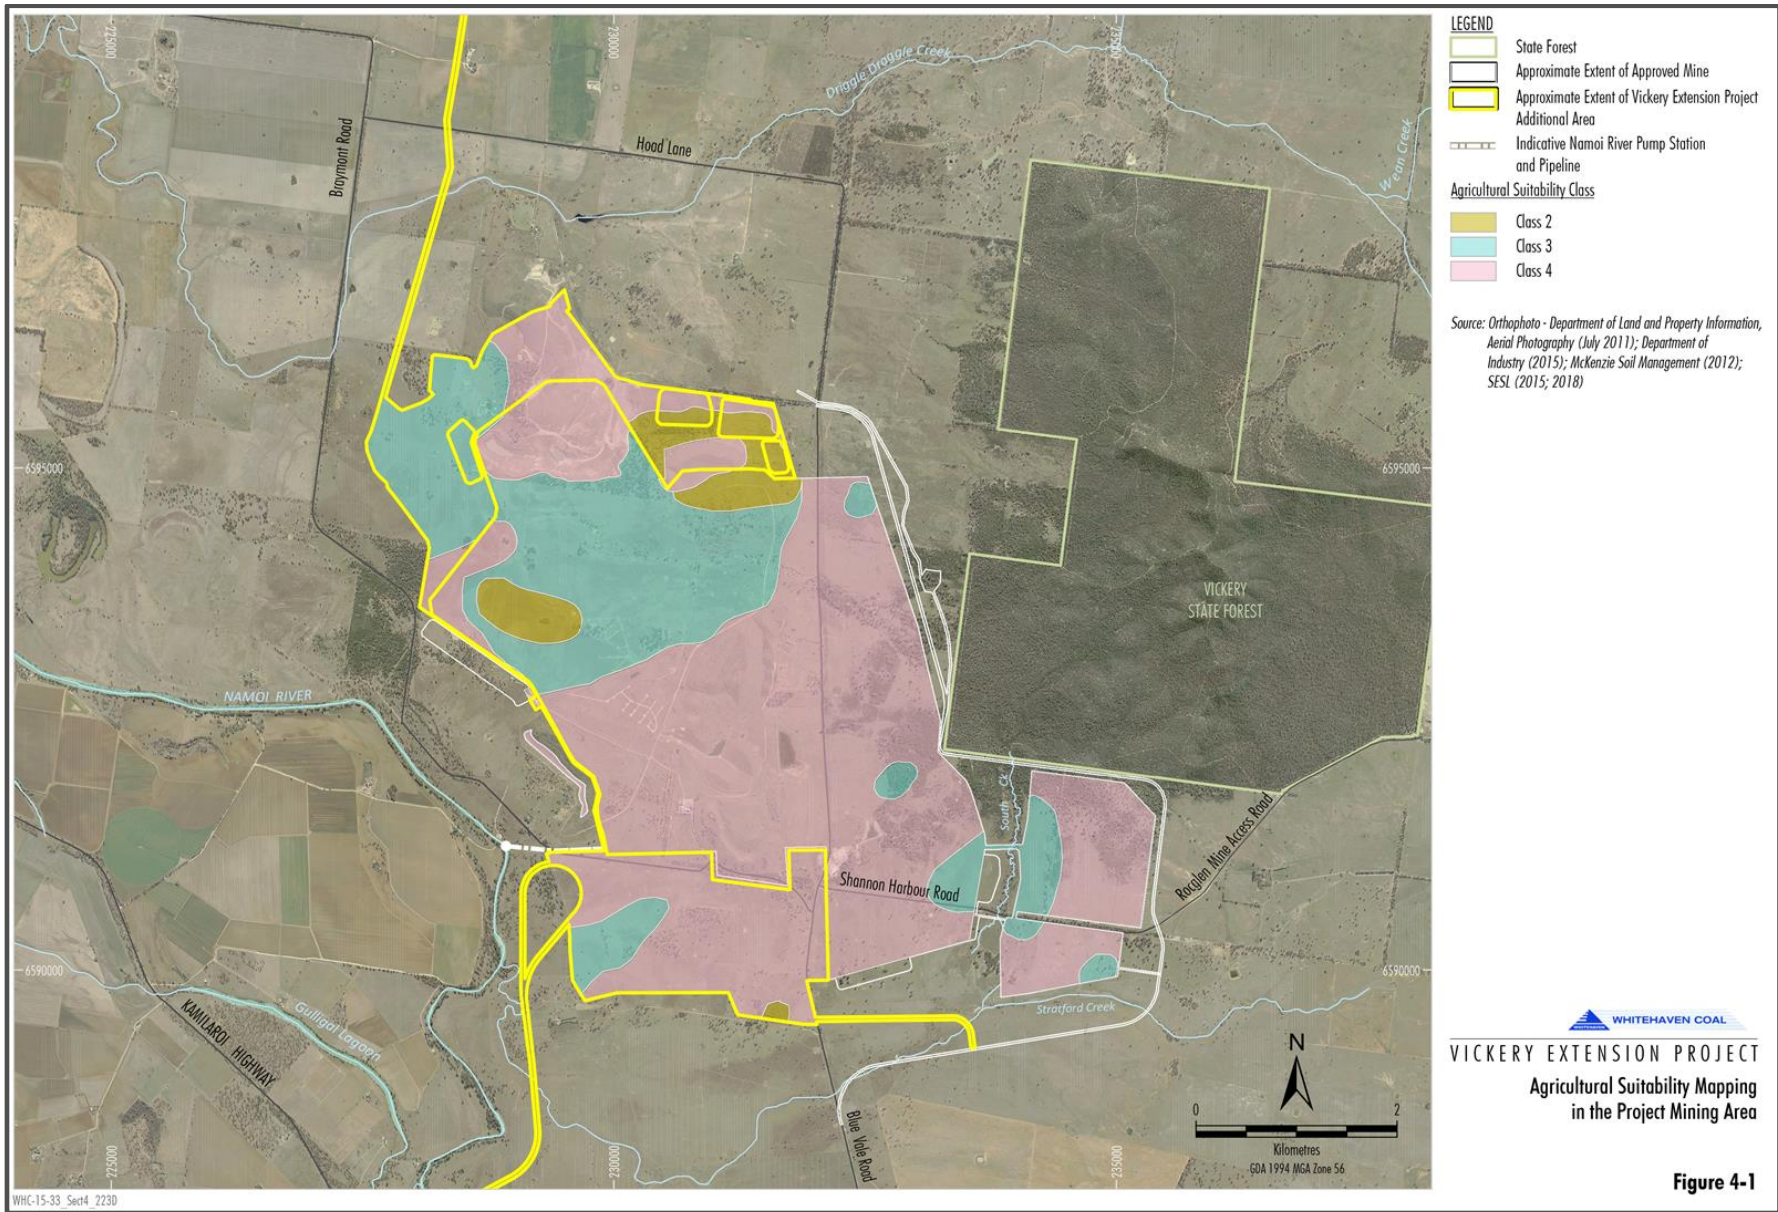 225000
230000
235000
Driggle Draggle Creek
Wean Creek
Hoad Lane
Braymont Road
6595000
6595000
VICKERY
STATE FOREST
NAMOI RIVER
South Ck
Rocglen Mine Access Road
Shannon Harbour Road
6590000
6590000
Stratford Creek
Gulligal Lagoon
KAMILAROI HIGHWAY
Blue Vale Road
225000
230000
235000
N
0 2
Kilometres
GDA 1994 MGA Zone 56
LEGEND
State Forest
Approximate Extent of Approved Mine
Approximate Extent of Vickery Extension Project
Additional Area
Indicative Namoi River Pump Station
and Pipeline
Agricultural Suitability Class
Class 2
Class 3
Class 4
Source: Orthophoto - Department of Land and Property Information,
Aerial Photography (July 2011); Department of
Industry (2015); McKenzie Soil Management (2012);
SESL (2015; 2018)
WHITEHAVEN
WHITEHAVEN COAL
VICKERY EXTENSION PROJECT
Agricultural Suitability Mapping
in the Project Mining Area
Figure 4-1
WHC-15-33_Sect4_223D